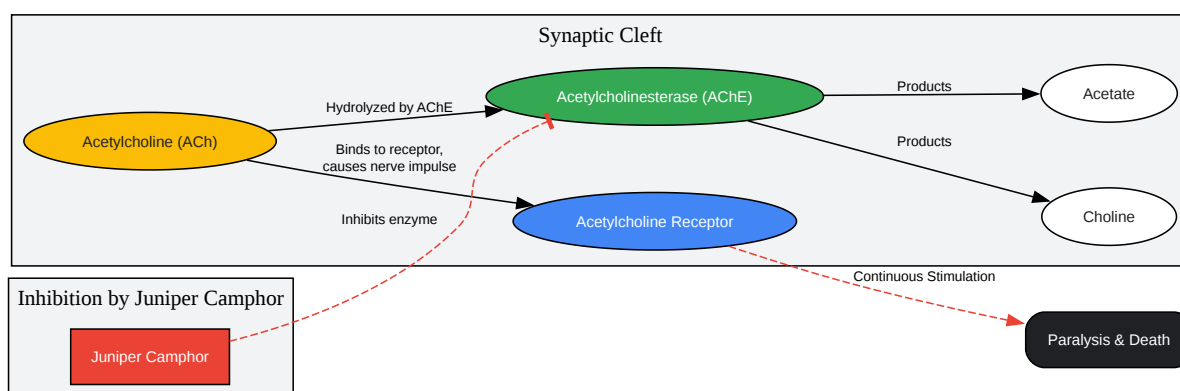 Synaptic Cleft
Acetylcholinesterase (AChE)
Products
Acetate
Hydrolyzed by AChE
Acetylcholine (ACh)
Products
Binds to receptor,
causes nerve impulse
Inhibits enzyme
Acetylcholine Receptor
Choline
Continuous Stimulation
Inhibition by Juniper Camphor
Juniper Camphor
Paralysis & Death